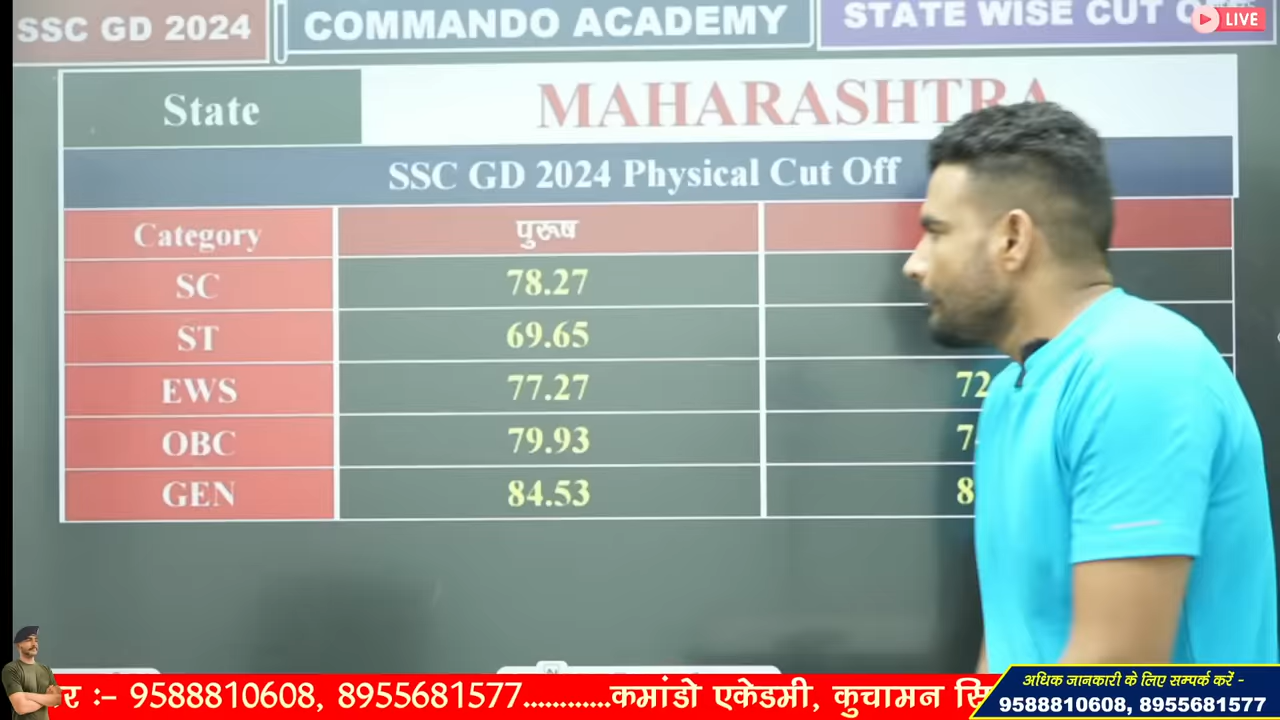 SSC GD 2024
COMMANDO ACADEMY
STATE WISE CUT
LIVE
State
MAHARASHTRA
SSC GD 2024 Physical Cut Off
Category पुरूष
SC 78.27
ST 69.65
EWS 77.27 72
OBC 79.93
GEN 84.53 8
र ः- 9588810608, 8955681577............कमांडो एकेडमी, कुचामन सि
अधिक जानकारी के लिए सम्पर्क करें -
9588810608, 8955681577